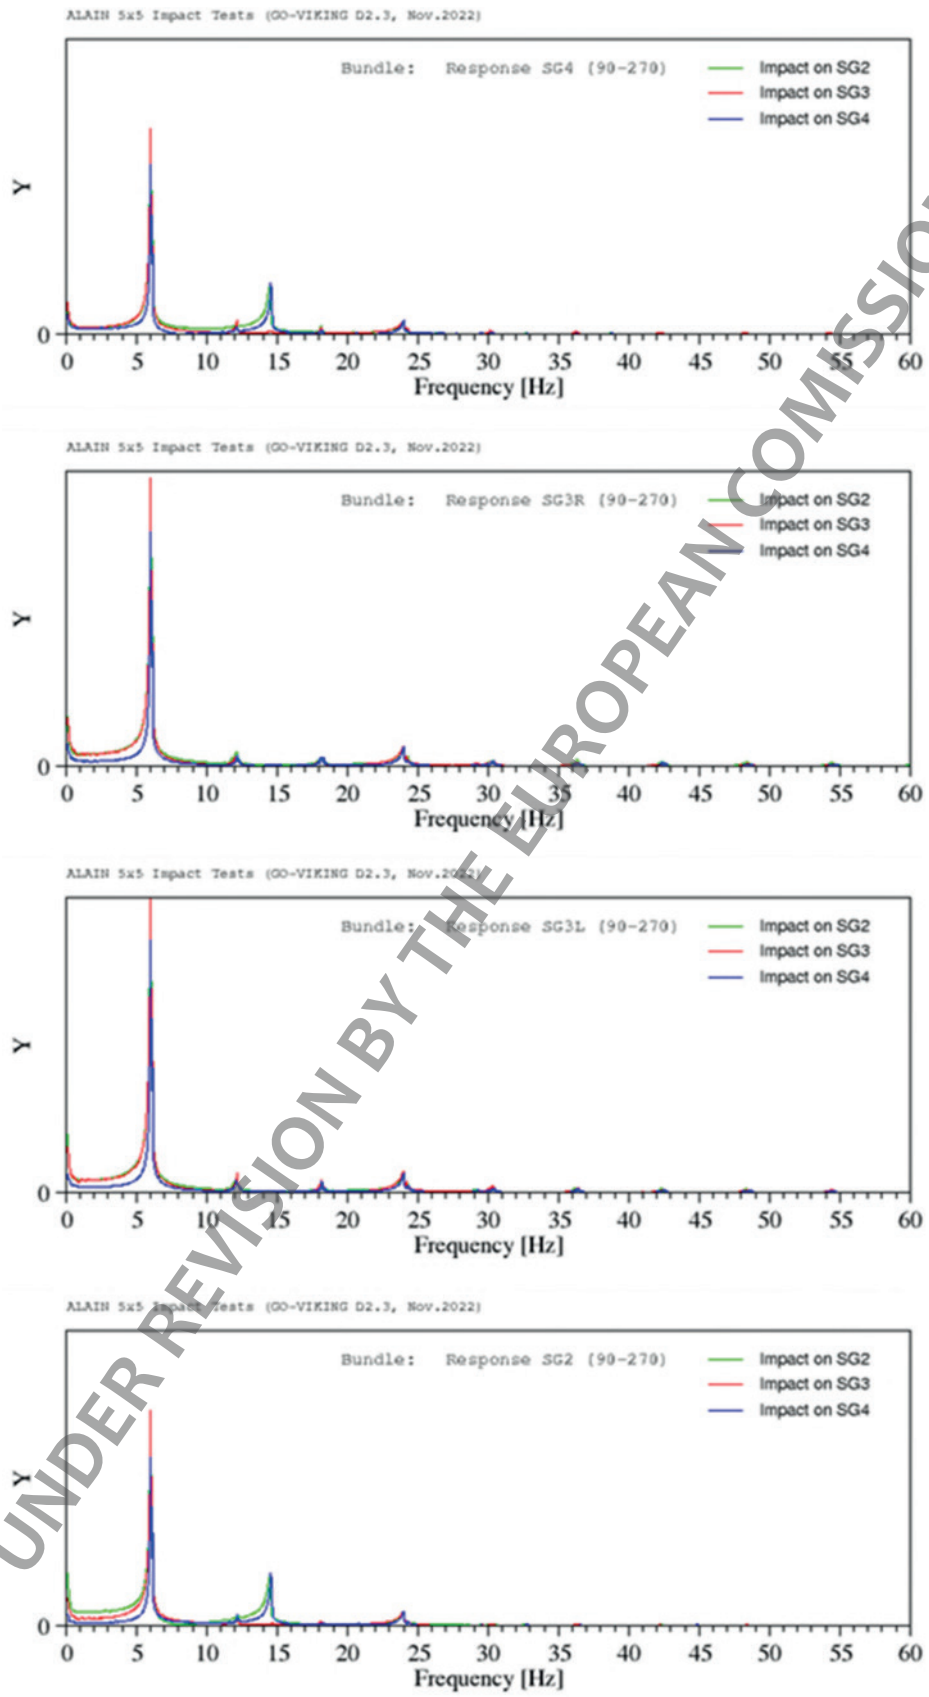 ALAIN 5x5 Impact Tests (GO-VIKING D2.3, Nov.2022)
Bundle: Response SG4 (90-270)
Impact on SG2
Impact on SG3
Impact on SG4
Y
0
0 5 10 15 20 25 30 35 40 45 50 55 60
Frequency [Hz]
ALAIN 5x5 Impact Tests (GO-VIKING D2.3, Nov.2022)
Bundle: Response SG3R (90-270)
Impact on SG2
Impact on SG3
Impact on SG4
Y
0
0 5 10 15 20 25 30 35 40 45 50 55 60
Frequency [Hz]
ALAIN 5x5 Impact Tests (GO-VIKING D2.3, Nov.2022)
Bundle: Response SG3L (90-270)
Impact on SG2
Impact on SG3
Impact on SG4
Y
0
0 5 10 15 20 25 30 35 40 45 50 55 60
Frequency [Hz]
ALAIN 5x5 Impact Tests (GO-VIKING D2.3, Nov.2022)
Bundle: Response SG2 (90-270)
Impact on SG2
Impact on SG3
Impact on SG4
Y
0
0 5 10 15 20 25 30 35 40 45 50 55 60
Frequency [Hz]
UNDER REVISION BY THE EUROPEAN COMISSION